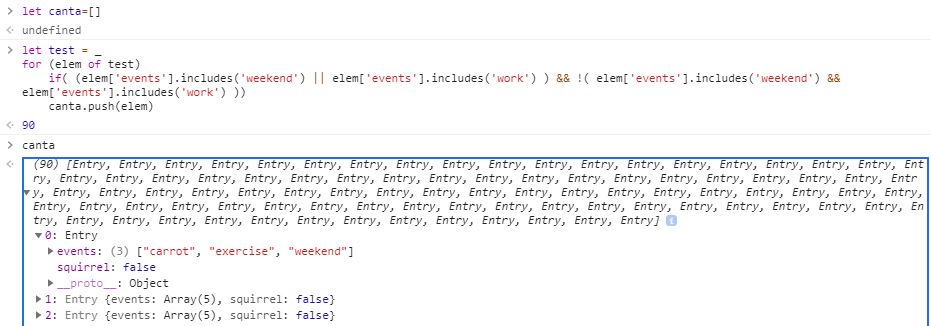 > let canta=[]
<· undefined
> let test = _
for (elem of test)
    if( (elem['events'].includes('weekend') || elem['events'].includes('work') ) && !( elem['events'].includes('weekend') &&
elem['events'].includes('work') ))
    canta.push(elem)
<· 90
> canta
<· (90) [Entry, Entry, Entry, Entry, Entry, Entry, Entry, Entry, Entry, Entry, Entry, Entry, Entry, Entry, Entry, Entry, Entry, Entry, Ent
ry, Entry, Entry, Entry, Entry, Entry, Entry, Entry, Entry, Entry, Entry, Entry, Entry, Entry, Entry, Entry, Entry, Entry, Entry, Entr
▼y, Entry, Entry, Entry, Entry, Entry, Entry, Entry, Entry, Entry, Entry, Entry, Entry, Entry, Entry, Entry, Entry, Entry, Entry, Entry,
Entry, Entry, Entry, Entry, Entry, Entry, Entry, Entry, Entry, Entry, Entry, Entry, Entry, Entry, Entry, Entry, Entry, Entry, Entry, En
try, Entry, Entry, Entry, Entry, Entry, Entry, Entry, Entry, Entry, Entry, Entry, Entry, Entry] i
▼0: Entry
▶events: (3) ["carrot", "exercise", "weekend"]
squirrel: false
▶__proto__: Object
▶1: Entry {events: Array(5), squirrel: false}
▶2: Entry {events: Array(5), squirrel: false}